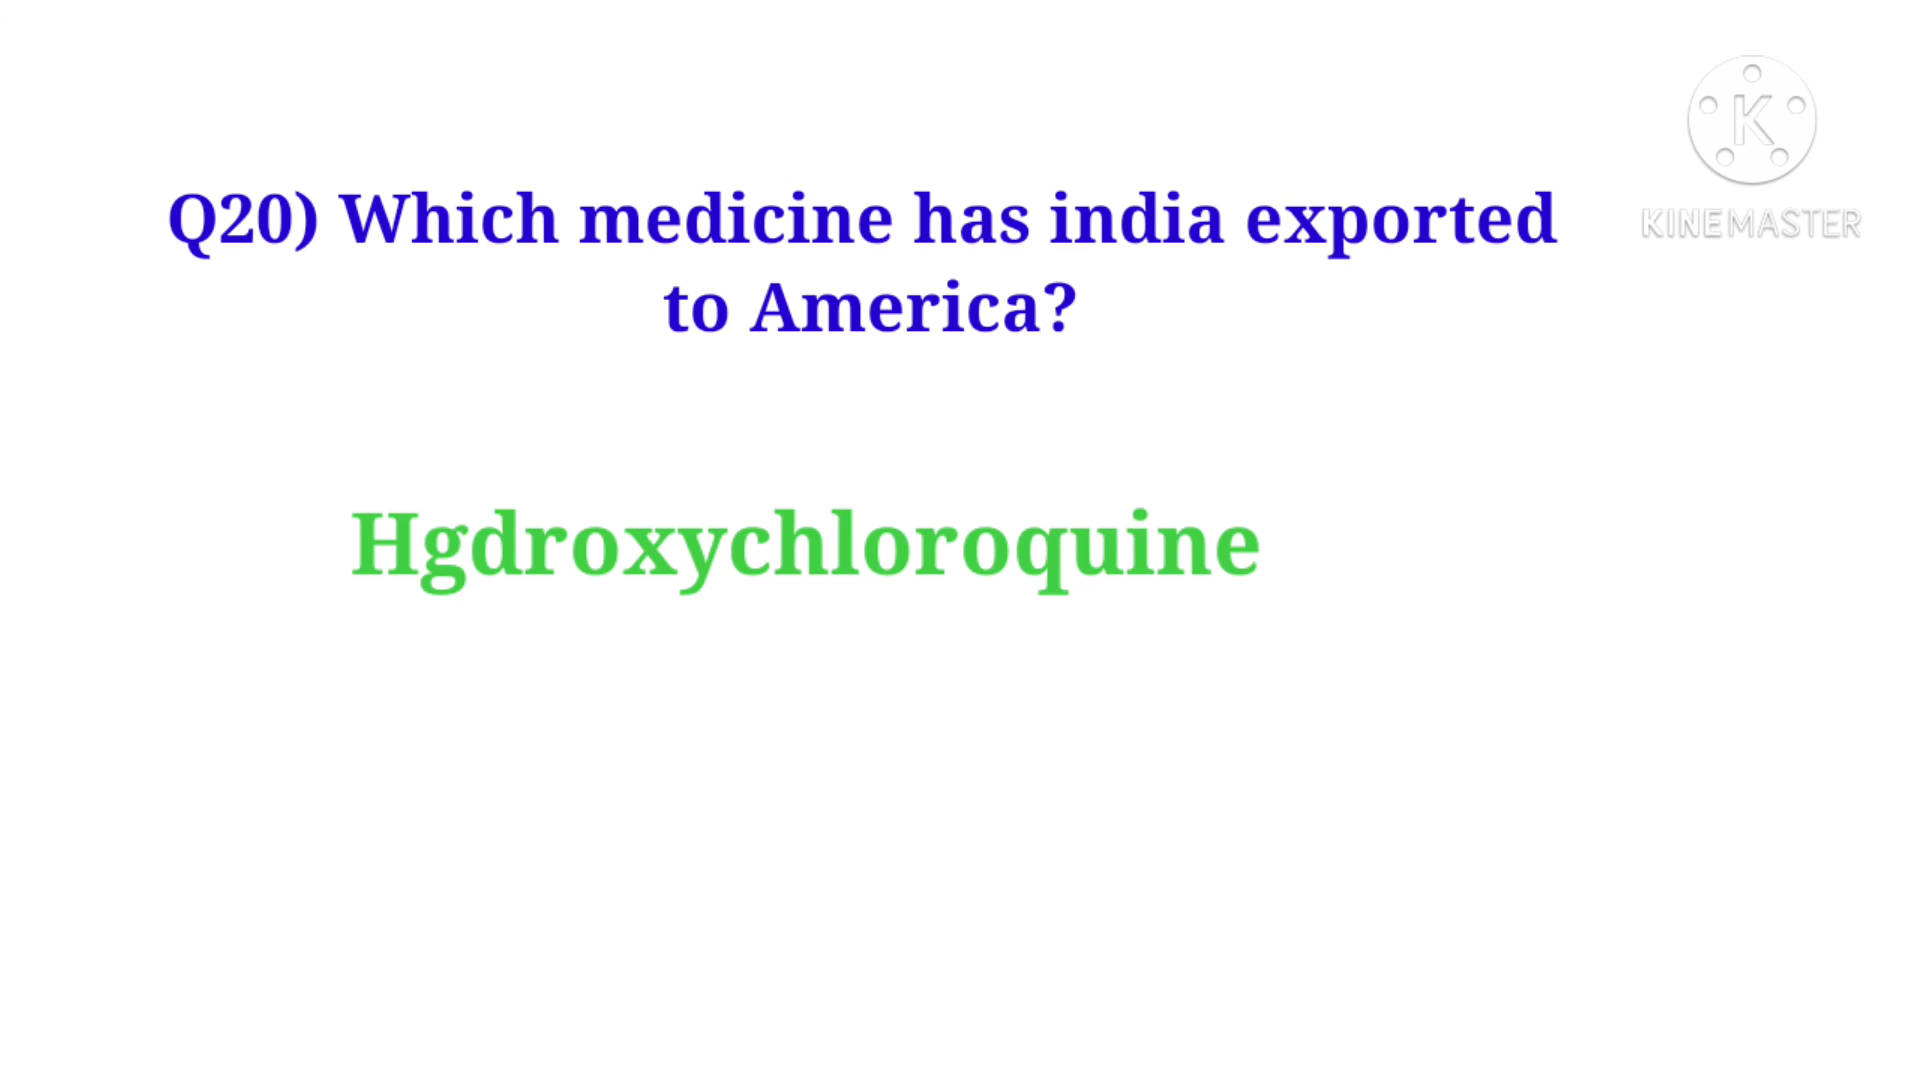 Q20) Which medicine has india exported
to America?
Hgdroxychloroquine
K
KINEMASTER